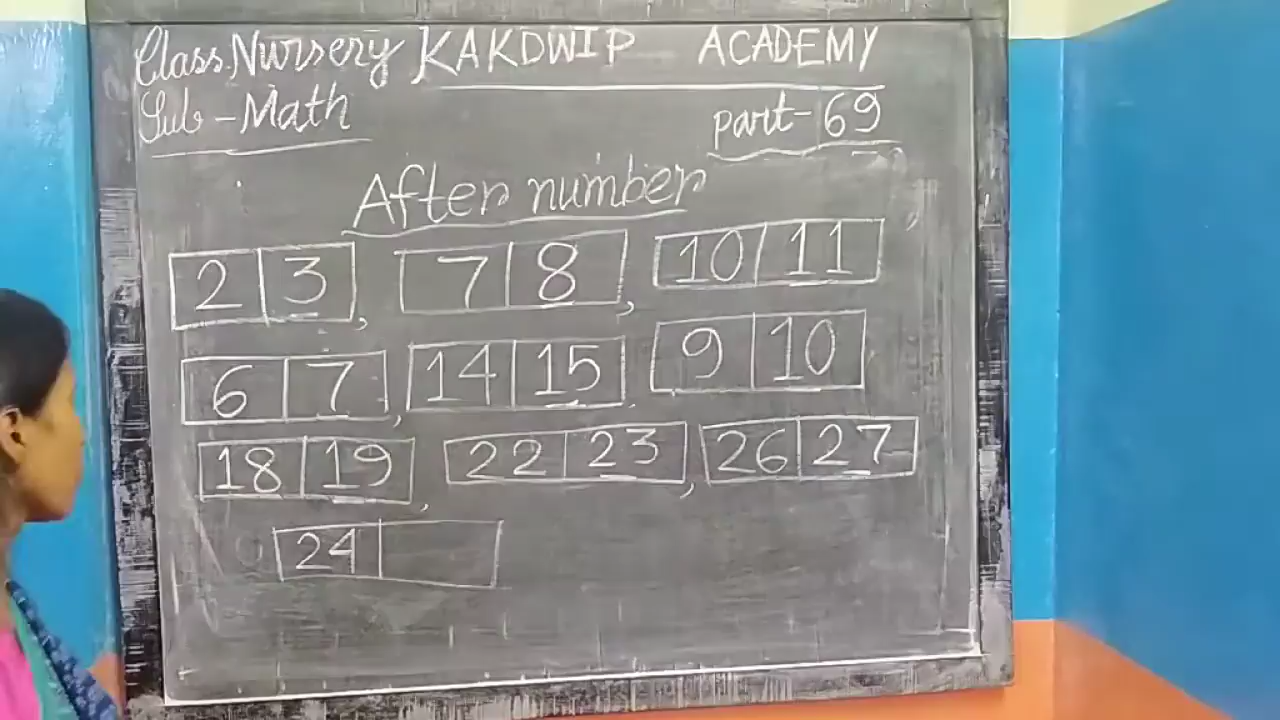 Class. Nursery KAKDWIP ACADEMY
Sub - Math part - 69
After number
2 3 , 7 8 , 10 11
6 7 , 14 15 9 10
18 19 , 22 23 , 26 27
24